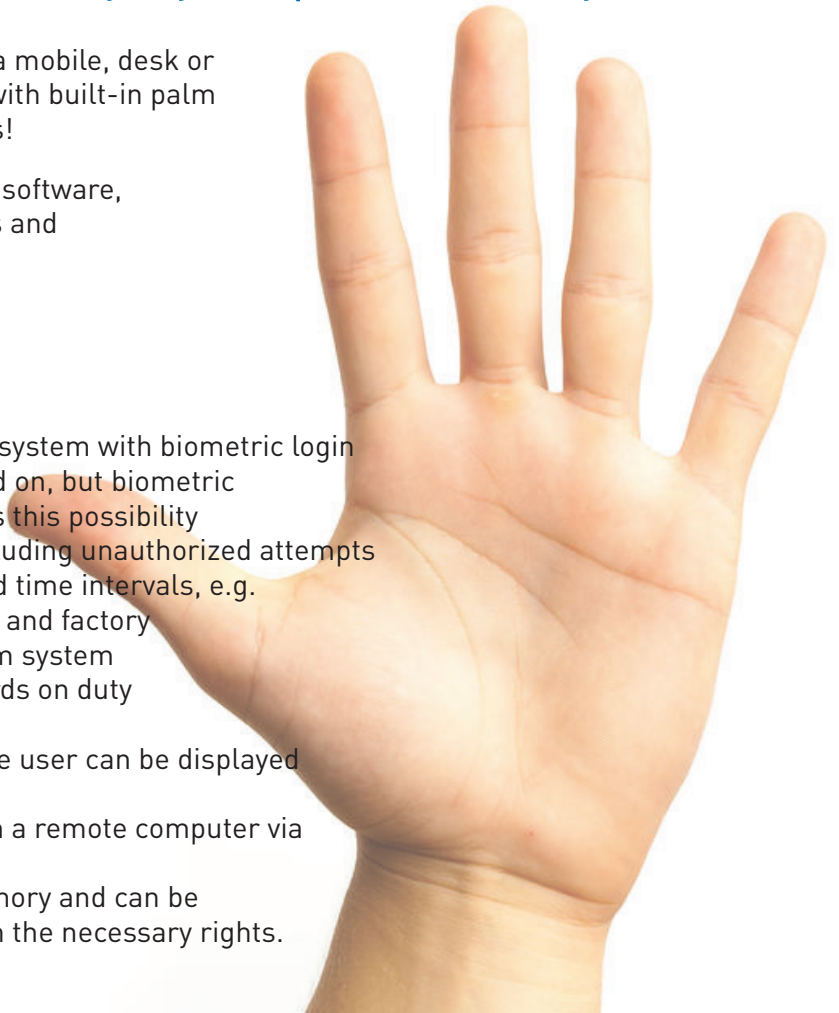 a mobile, desk or
with built-in palm
s!
software,
s and
system with biometric login
d on, but biometric
s this possibility
uding unauthorized attempts
d time intervals, e.g.
and factory
m system
ds on duty
e user can be displayed
a remote computer via
ory and can be
the necessary rights.